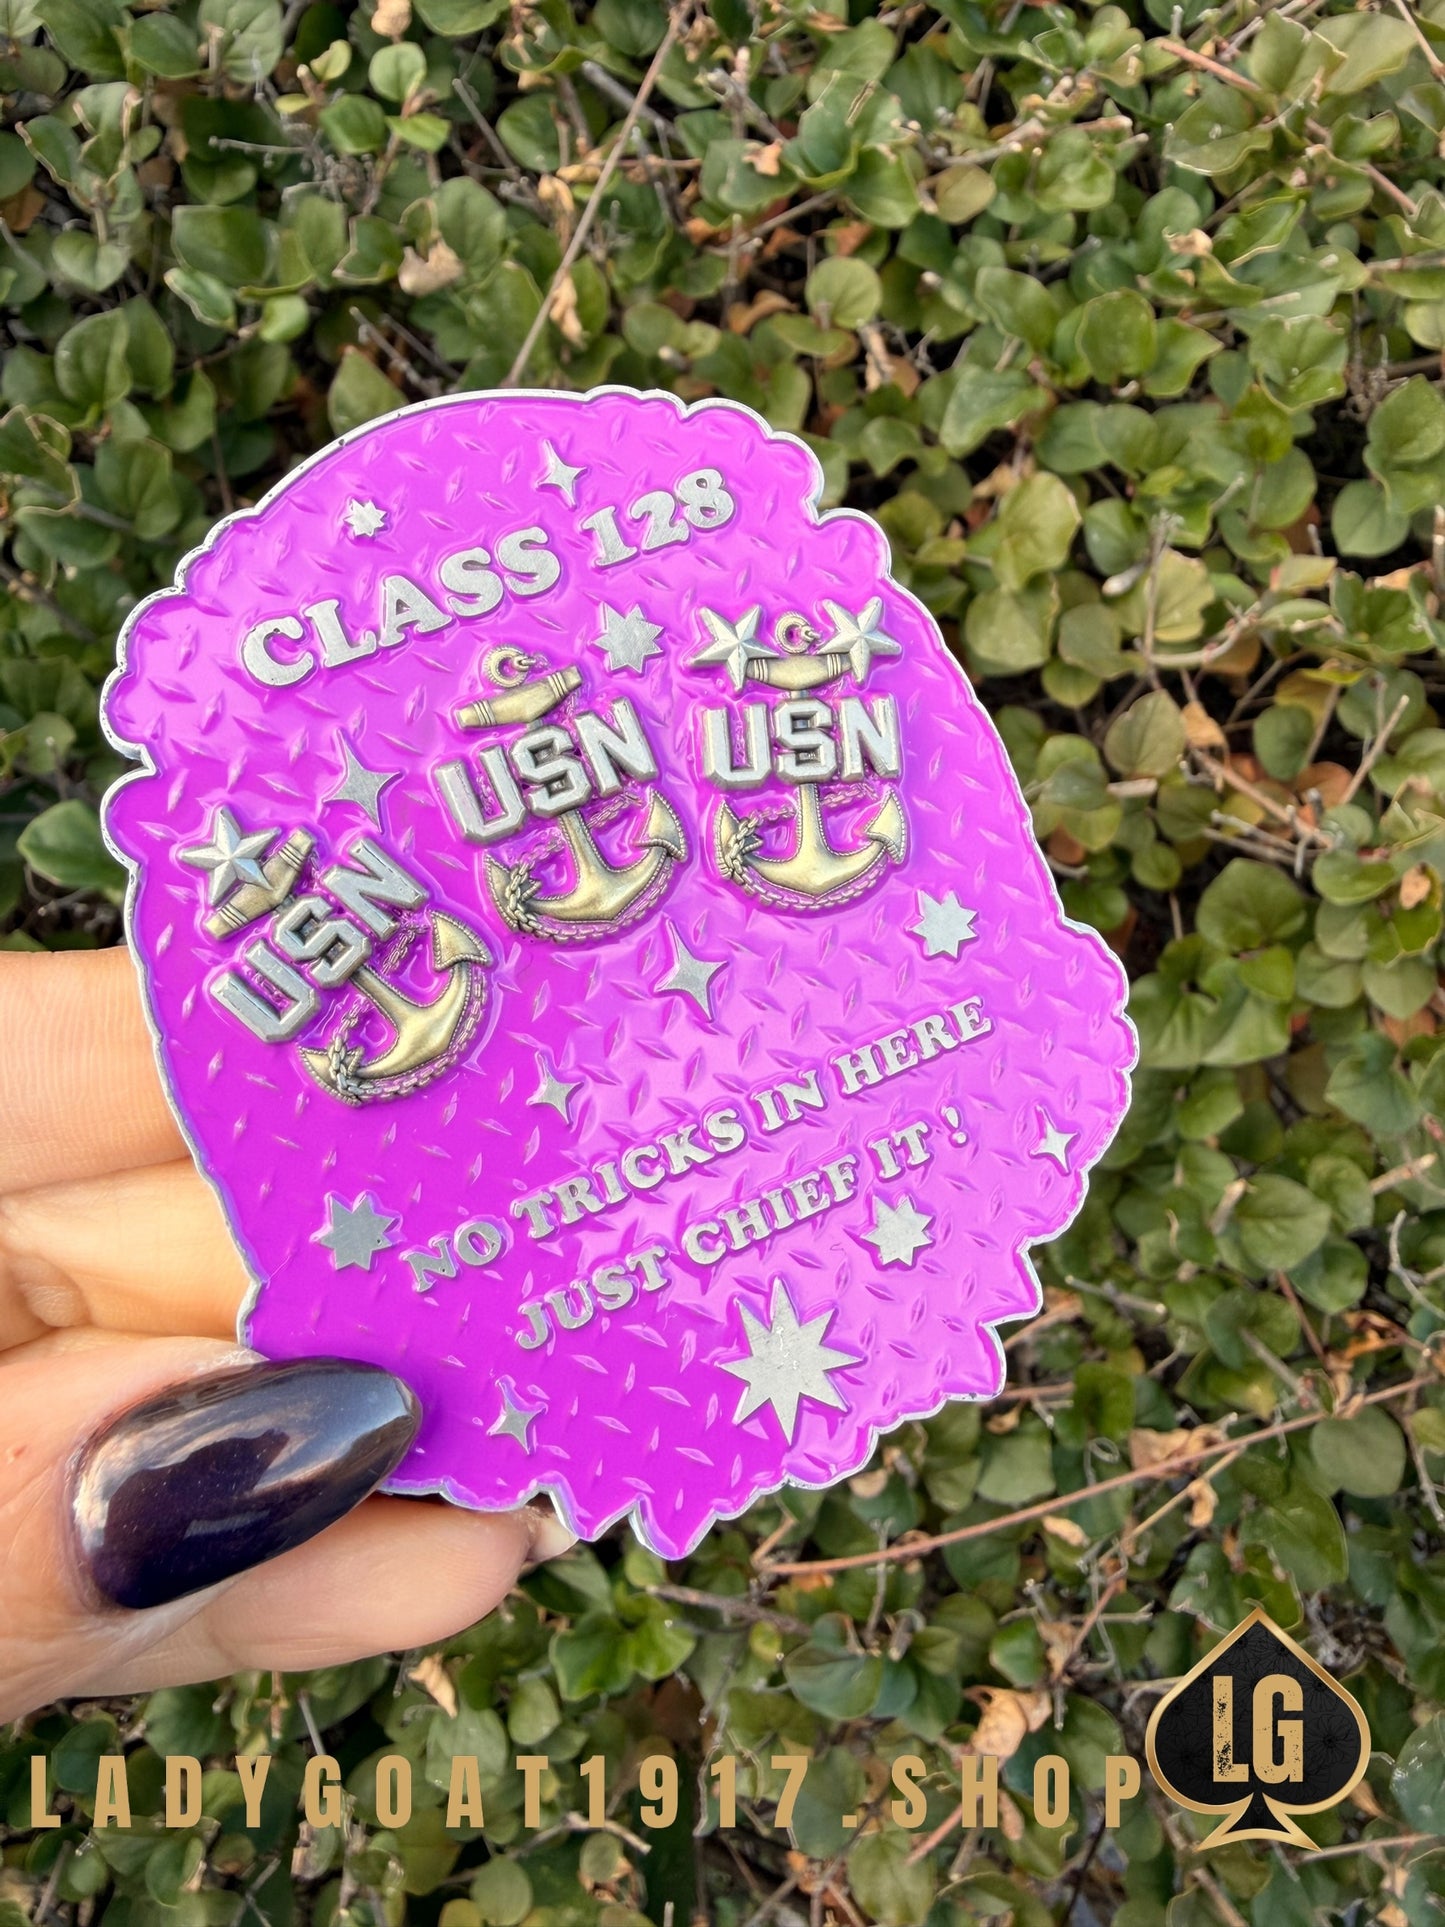 CLASS 128
USN
USN
USN
NO TRICKS IN HERE
JUST CHIEF IT !
LADYGOAT1917.SHOP
LG